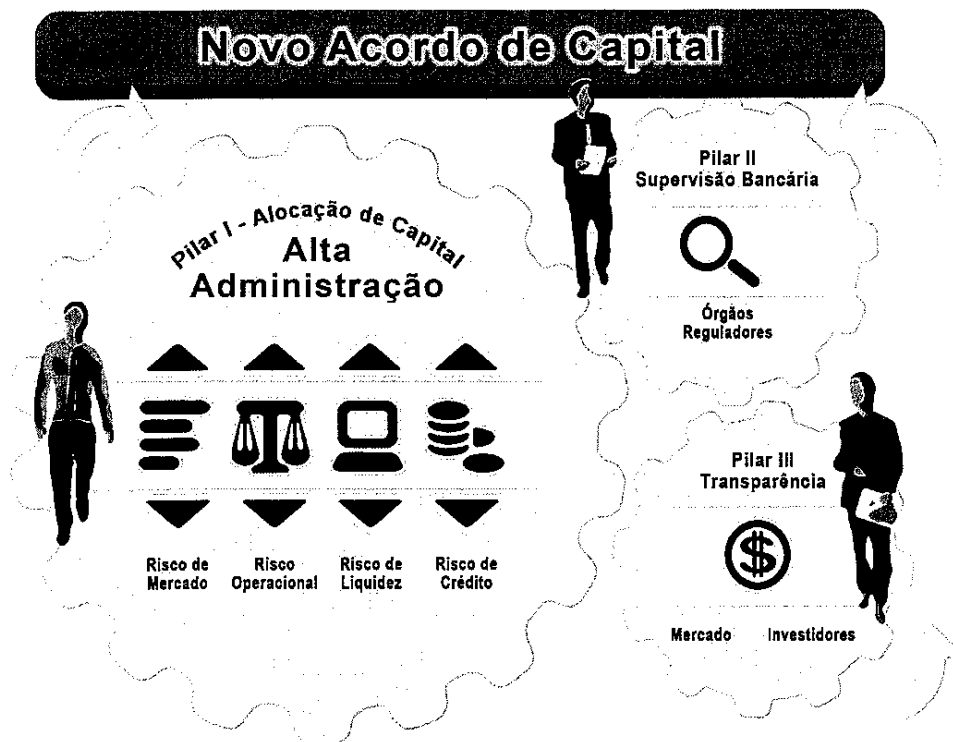 Novo Acordo de Capital
Pilar I - Alocação de Capital
Alta
Administração
Risco de
Mercado
Risco
Operacional
Risco de
Liquidez
Risco de
Crédito
Pilar II
Supervisão Bancária
Órgãos
Reguladores
Pilar III
Transparência
$
Mercado
Investidores